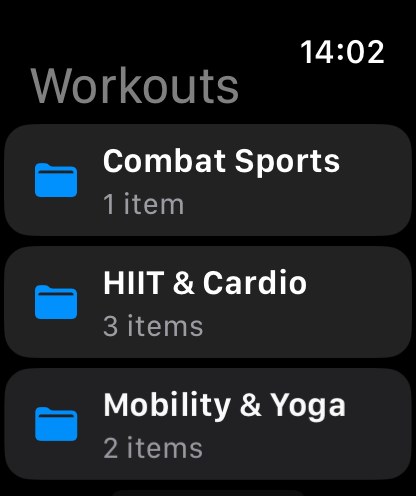 14:02
Workouts
Combat Sports
1 item
HIIT & Cardio
3 items
Mobility & Yoga
2 items